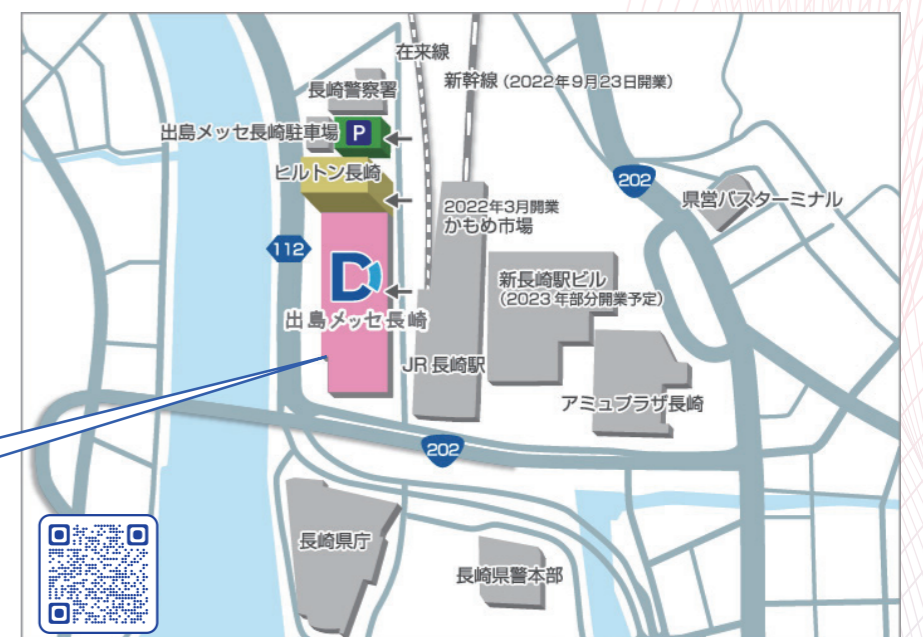 在来線
新幹線（2022年9月23日開業）
長崎警察署
出島メッセ長崎駐車場
P
ヒルトン長崎
202
県営バスターミナル
2022年3月開業
かもめ市場
112
新長崎駅ビル
（2023年部分開業予定）
D
出島メッセ長崎
JR 長崎駅
アミュプラザ長崎
202
長崎県庁
長崎県警本部